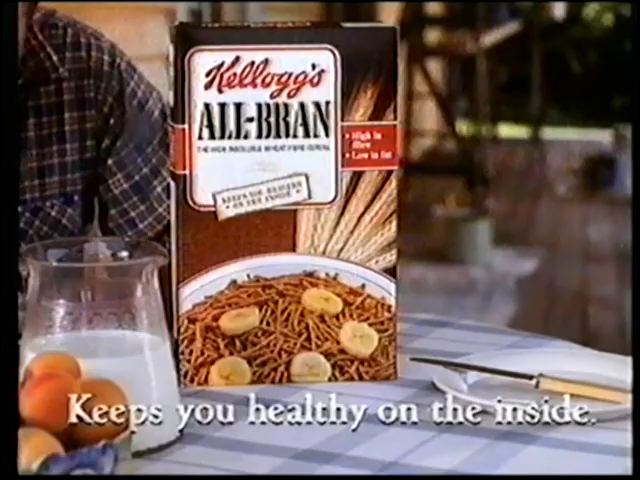 Kellogg's
ALL-BRAN
THE HIGH INSOLUBLE WHEAT FIBRE CEREAL
• High in
fibre
• Low in fat
KEEPS YOU HEALTHY
• ON THE INSIDE •
Keeps you healthy on the inside.